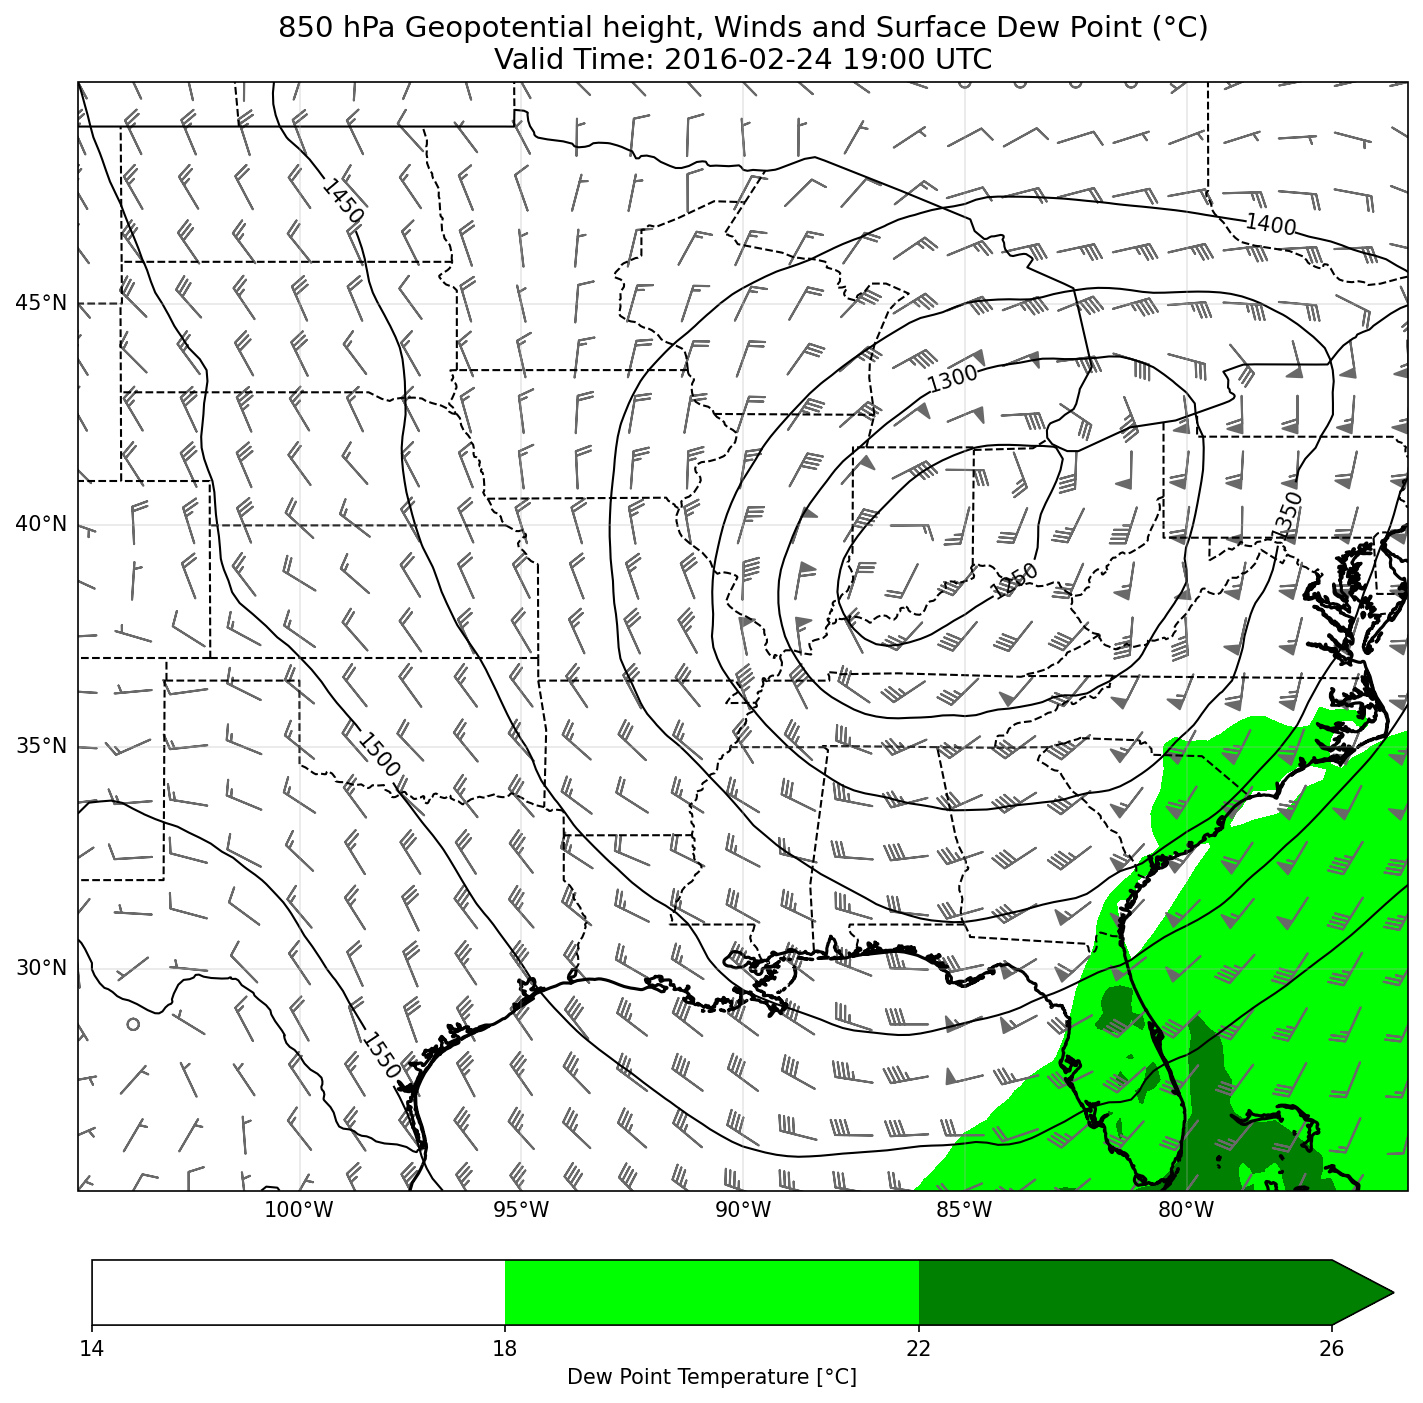 850 hPa Geopotential height, Winds and Surface Dew Point (°C)
Valid Time: 2016-02-24 19:00 UTC
1450
1400
45°N
1300
1350
40°N
1250
1500
35°N
30°N
1550
100°W
95°W
90°W
85°W
80°W
14
18
22
26
Dew Point Temperature [°C]